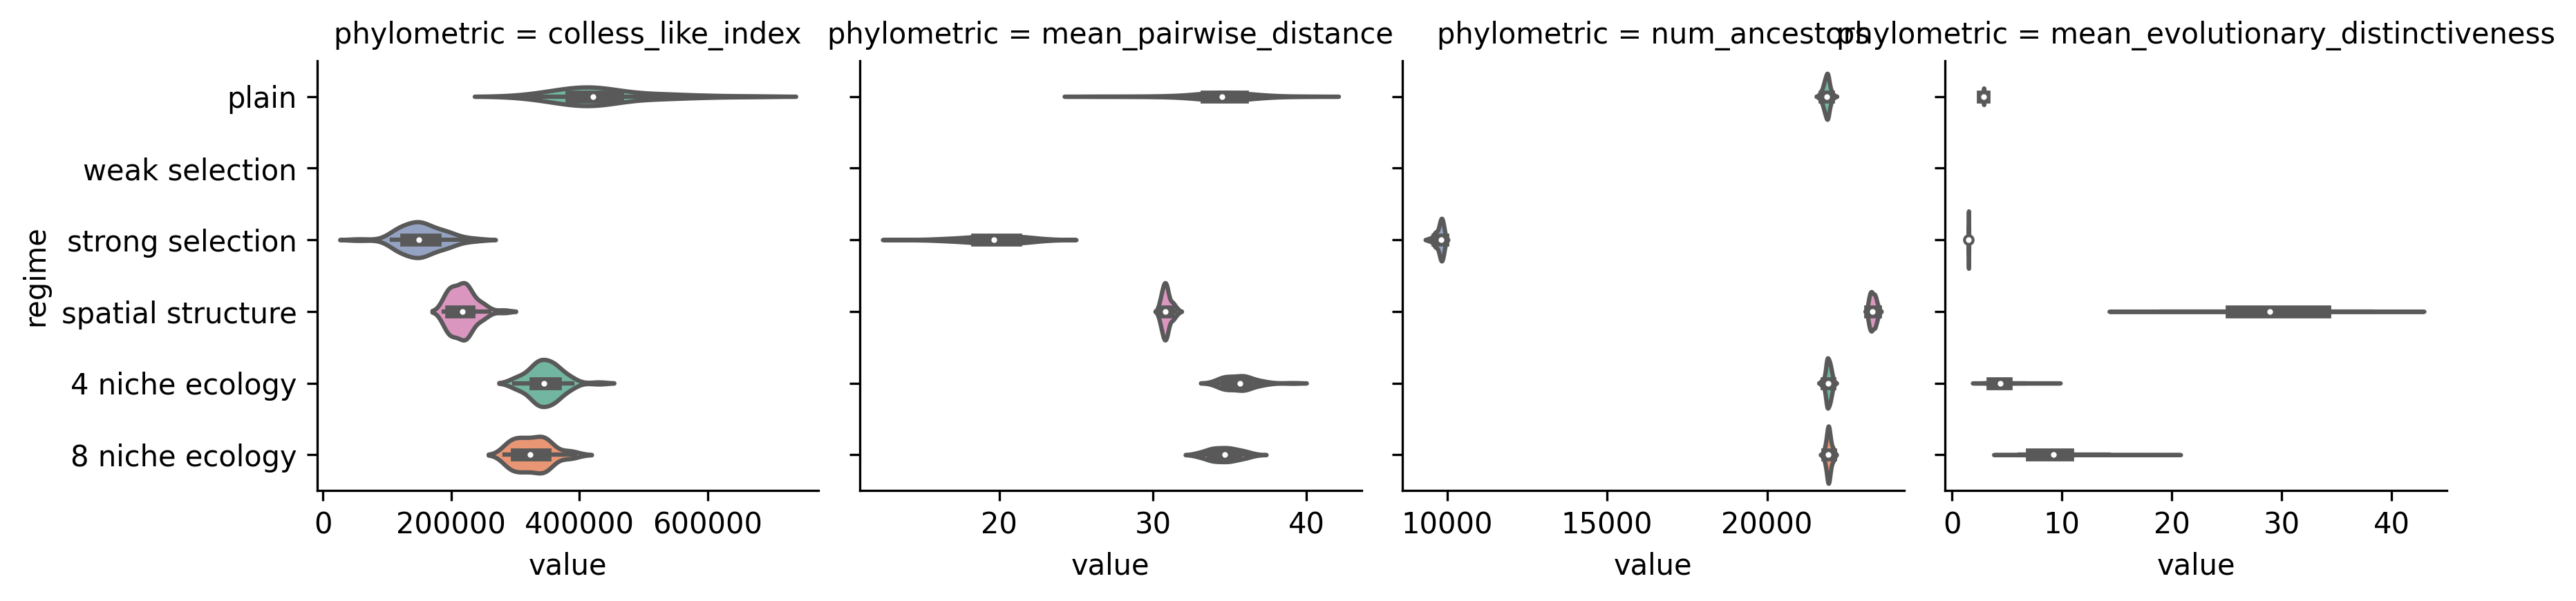 phylometric = colless_like_index
phylometric = mean_pairwise_distance
phylometric = num_ancestors
phylometric = mean_evolutionary_distinctiveness
regime
plain
weak selection
strong selection
spatial structure
4 niche ecology
8 niche ecology
0 200000 400000 600000
value
20 30 40
value
10000 15000 20000
value
0 10 20 30 40
value